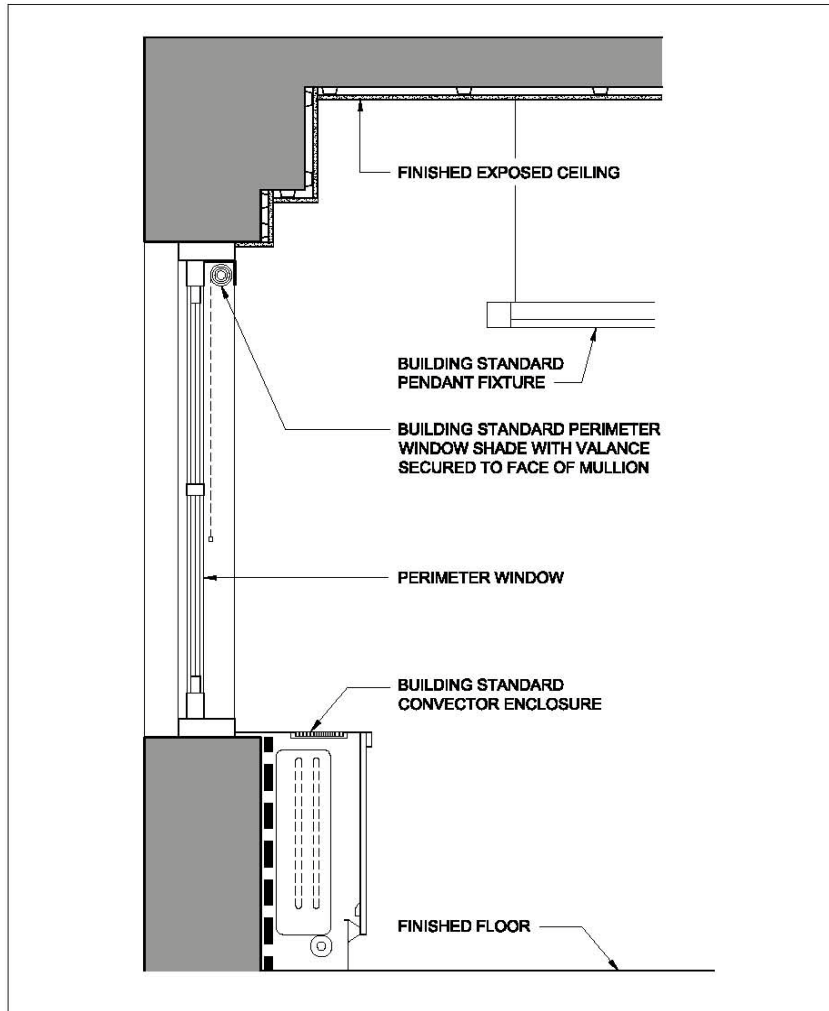 FINISHED EXPOSED CEILING
BUILDING STANDARD
PENDANT FIXTURE
BUILDING STANDARD PERIMETER
WINDOW SHADE WITH VALANCE
SECURED TO FACE OF MULLION
PERIMETER WINDOW
BUILDING STANDARD
CONVECTOR ENCLOSURE
FINISHED FLOOR